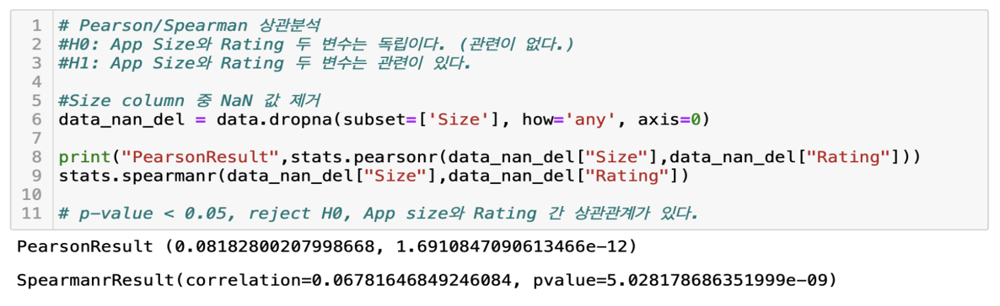 1 # Pearson/Spearman 상관분석
2 #H0: App Size와 Rating 두 변수는 독립이다. (관련이 없다.)
3 #H1: App Size와 Rating 두 변수는 관련이 있다.
4
5 #Size column 중 NaN 값 제거
6 data_nan_del = data.dropna(subset=['Size'], how='any', axis=0)
7
8 print("PearsonResult",stats.pearsonr(data_nan_del["Size"],data_nan_del["Rating"]))
9 stats.spearmanr(data_nan_del["Size"],data_nan_del["Rating"])
10
11 # p-value < 0.05, reject H0, App size와 Rating 간 상관관계가 있다.
PearsonResult (0.08182800207998668, 1.6910847090613466e-12)
SpearmanrResult(correlation=0.06781646849246084, pvalue=5.028178686351999e-09)